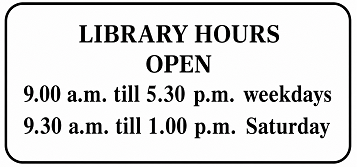 LIBRARY HOURS
OPEN
9.00 a.m. till 5.30 p.m. weekdays
9.30 a.m. till 1.00 p.m. Saturday